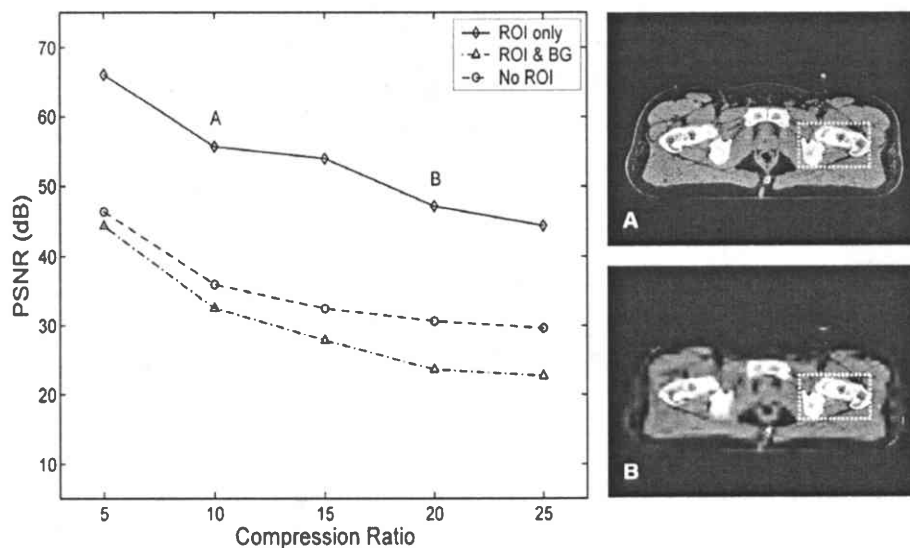 ROI only
ROI & BG
No ROI
70
60
50
40
30
20
10
PSNR (dB)
A
B
5
10
15
20
25
Compression Ratio
A
B